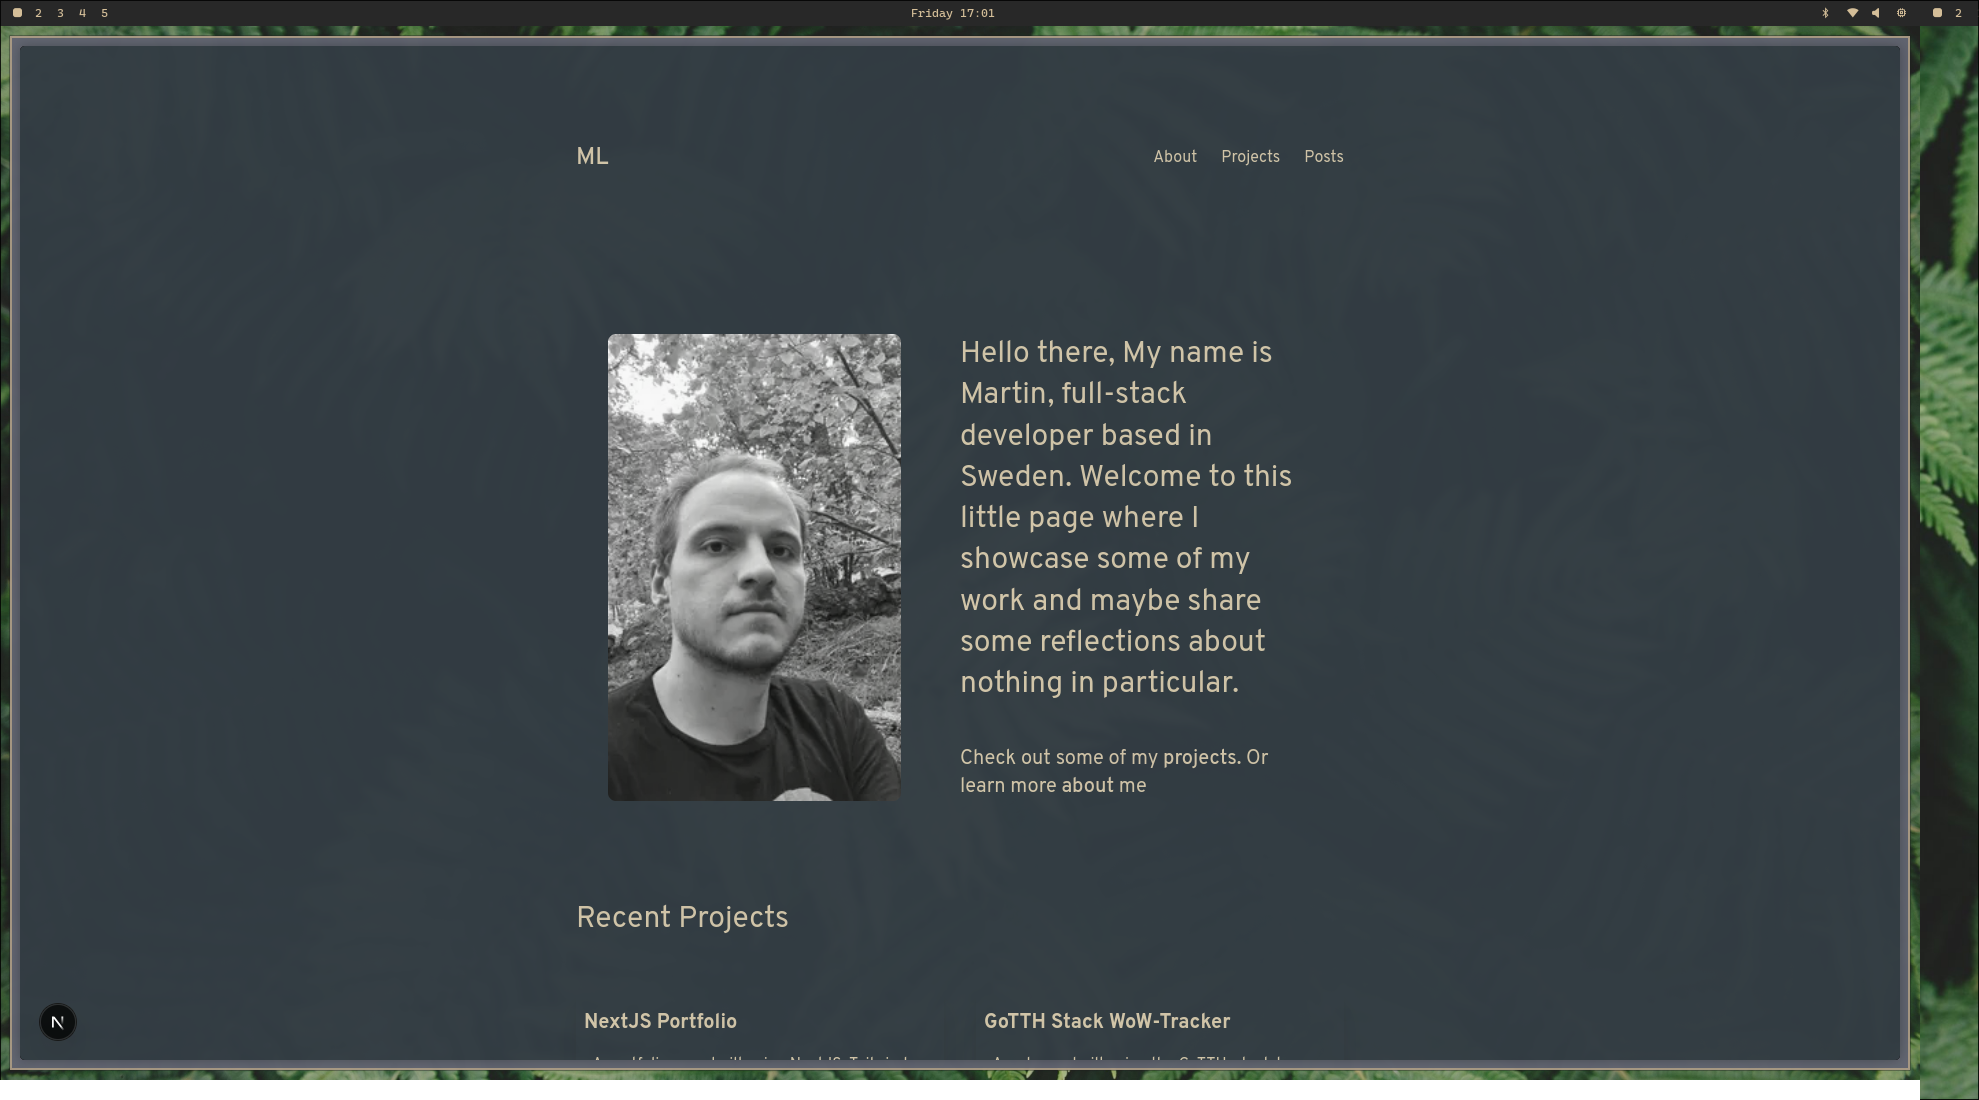 2 3 4 5
Friday 17:01
2
ML
About Projects Posts
Hello there, My name is
Martin, full-stack
developer based in
Sweden. Welcome to this
little page where I
showcase some of my
work and maybe share
some reflections about
nothing in particular.
Check out some of my projects. Or
learn more about me
Recent Projects
NextJS Portfolio
GoTTH Stack WoW-Tracker
N